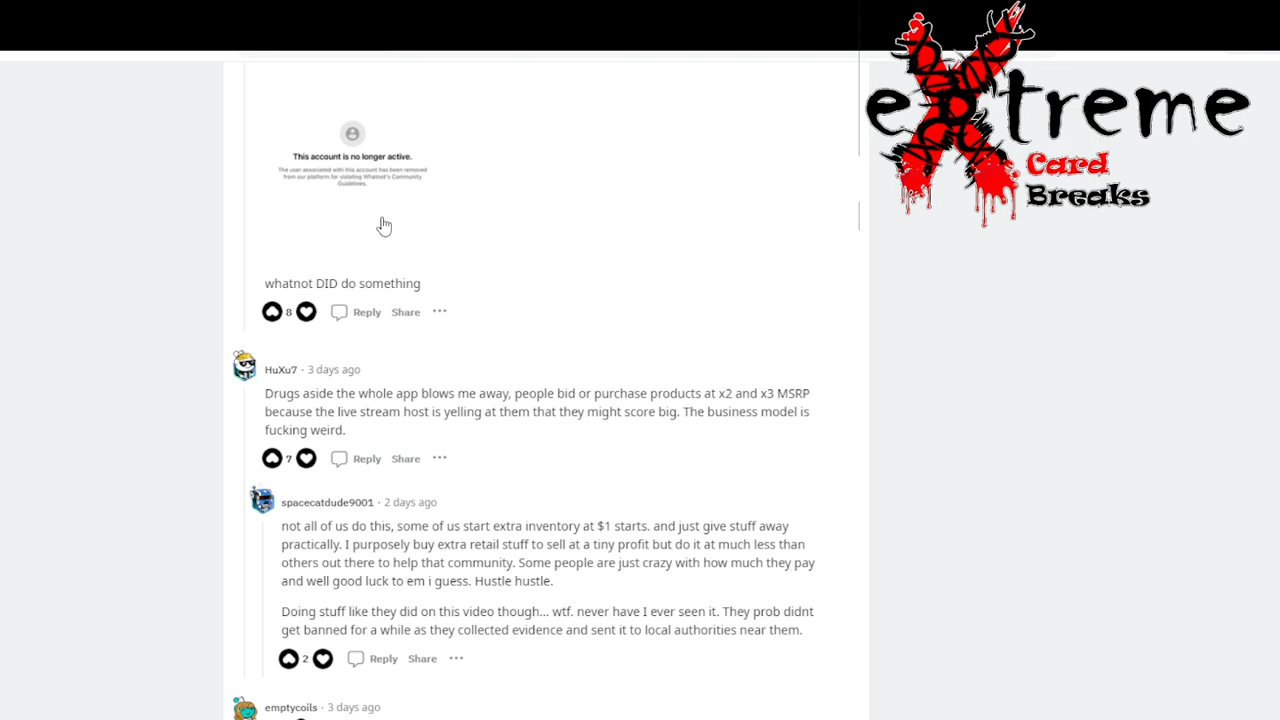 eXtreme
Card
Breaks
This account is no longer active.
The user associated with this account has been removed
from our platform for violating Whatnot's Community
Guidelines.
whatnot DID do something
8 Reply Share ...
HuXu7 · 3 days ago
Drugs aside the whole app blows me away, people bid or purchase products at x2 and x3 MSRP
because the live stream host is yelling at them that they might score big. The business model is
fucking weird.
7 Reply Share ...
spacecatdude9001 · 2 days ago
not all of us do this, some of us start extra inventory at $1 starts. and just give stuff away
practically. I purposely buy extra retail stuff to sell at a tiny profit but do it at much less than
others out there to help that community. Some people are just crazy with how much they pay
and well good luck to em i guess. Hustle hustle.
Doing stuff like they did on this video though... wtf. never have I ever seen it. They prob didnt
get banned for a while as they collected evidence and sent it to local authorities near them.
2 Reply Share ...
emptycoils · 3 days ago